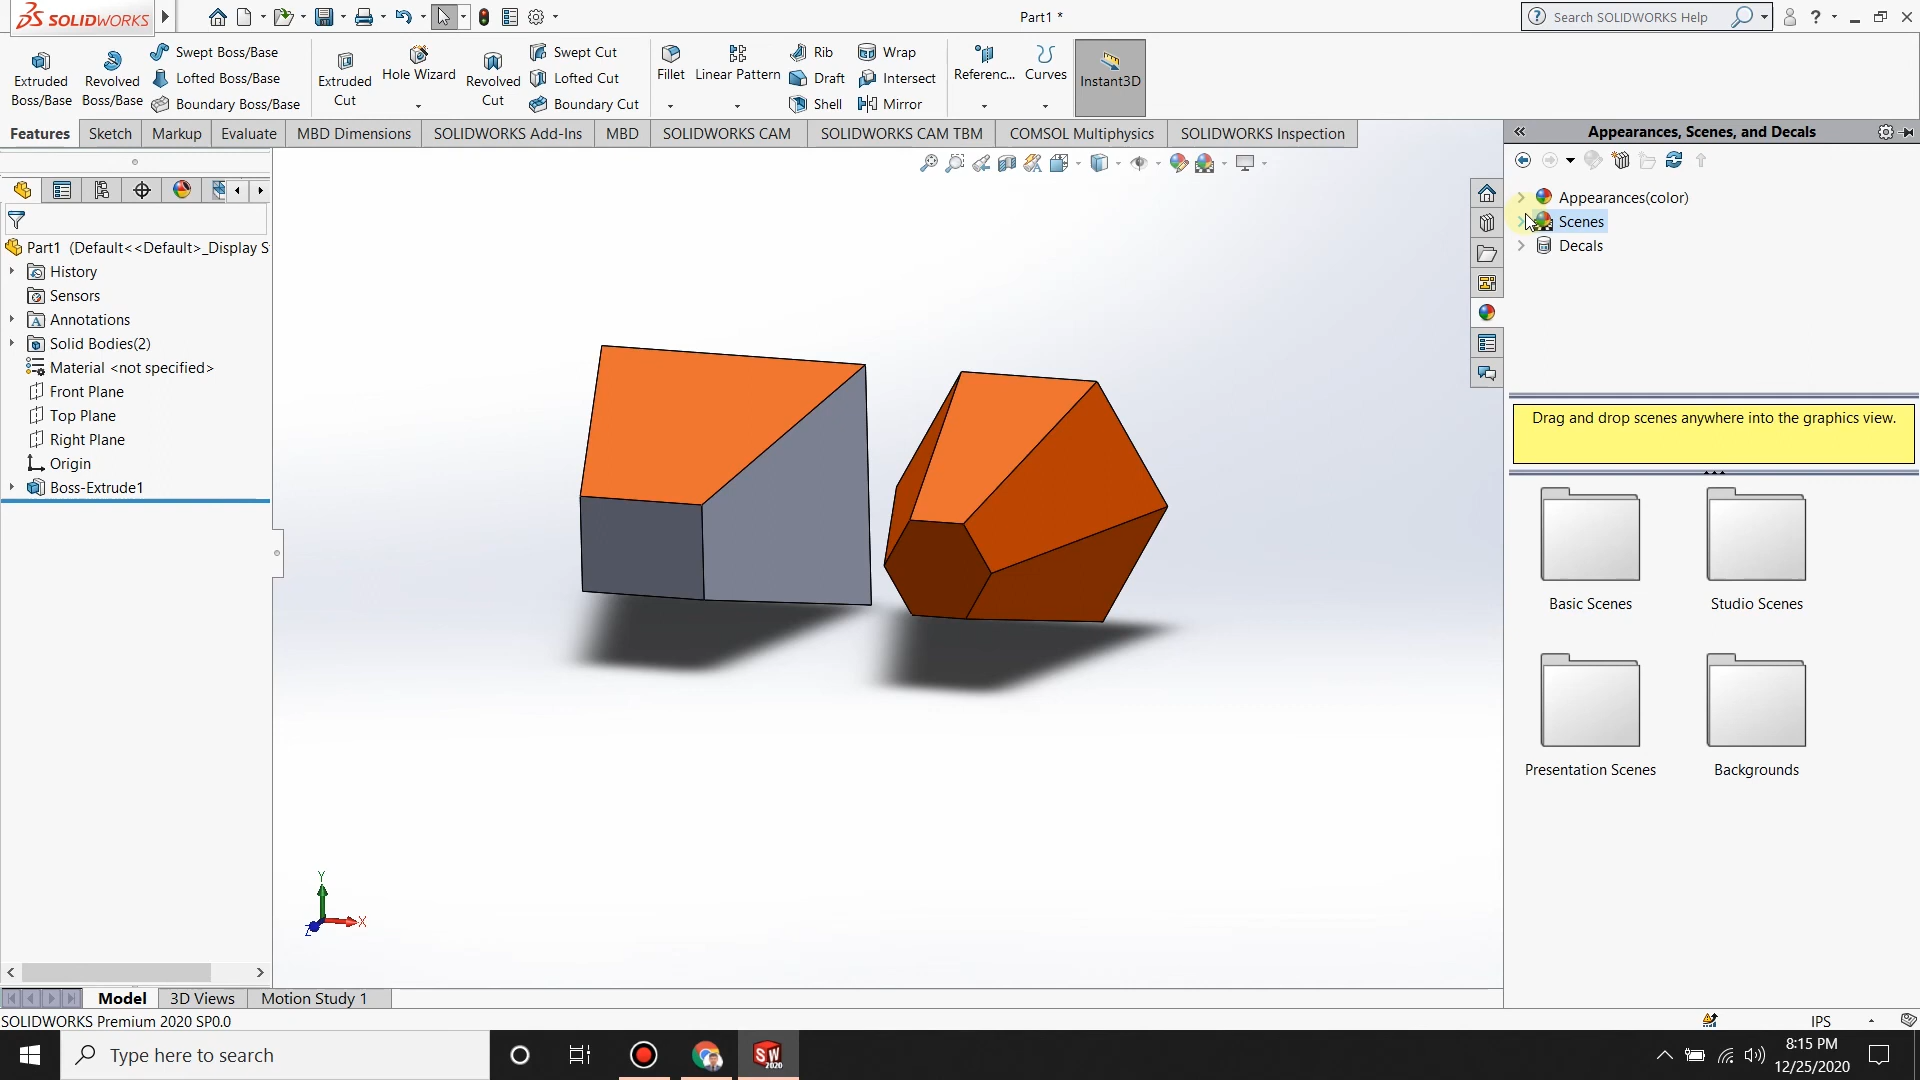 SOLIDWORKS
Part1 *
Search SOLIDWORKS Help
Extruded Boss/Base
Revolved Boss/Base
Swept Boss/Base
Lofted Boss/Base
Boundary Boss/Base
Extruded Cut
Hole Wizard
Revolved Cut
Swept Cut
Lofted Cut
Boundary Cut
Fillet
Linear Pattern
Rib
Draft
Shell
Wrap
Intersect
Mirror
Referenc...
Curves
Instant3D
Features
Sketch
Markup
Evaluate
MBD Dimensions
SOLIDWORKS Add-Ins
MBD
SOLIDWORKS CAM
SOLIDWORKS CAM TBM
COMSOL Multiphysics
SOLIDWORKS Inspection
Part1 (Default<<Default>_Display S
History
Sensors
Annotations
Solid Bodies(2)
Material <not specified>
Front Plane
Top Plane
Right Plane
Origin
Boss-Extrude1
Y
X
Z
Appearances, Scenes, and Decals
Appearances(color)
Scenes
Decals
Drag and drop scenes anywhere into the graphics view.
Basic Scenes
Studio Scenes
Presentation Scenes
Backgrounds
Model
3D Views
Motion Study 1
SOLIDWORKS Premium 2020 SP0.0
IPS
Type here to search
SW
2020
8:15 PM
12/25/2020